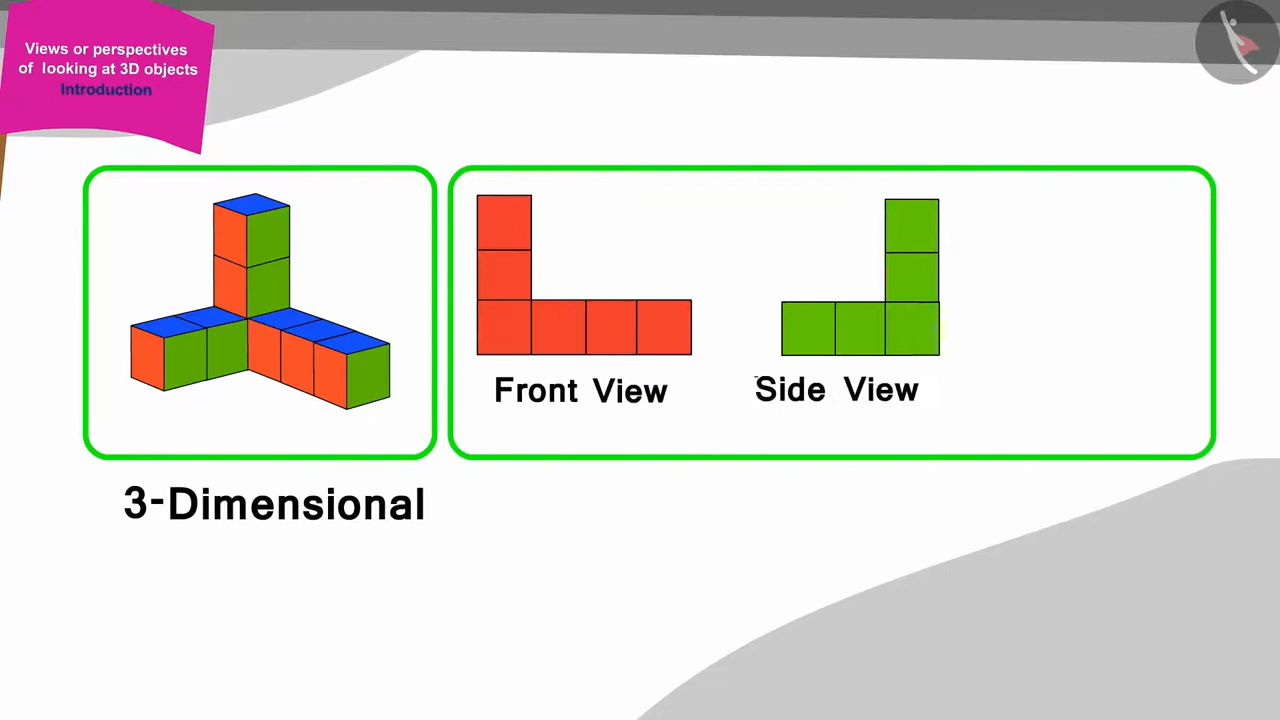 Views or perspectives
of looking at 3D objects
Introduction
Front View
Side View
3-Dimensional